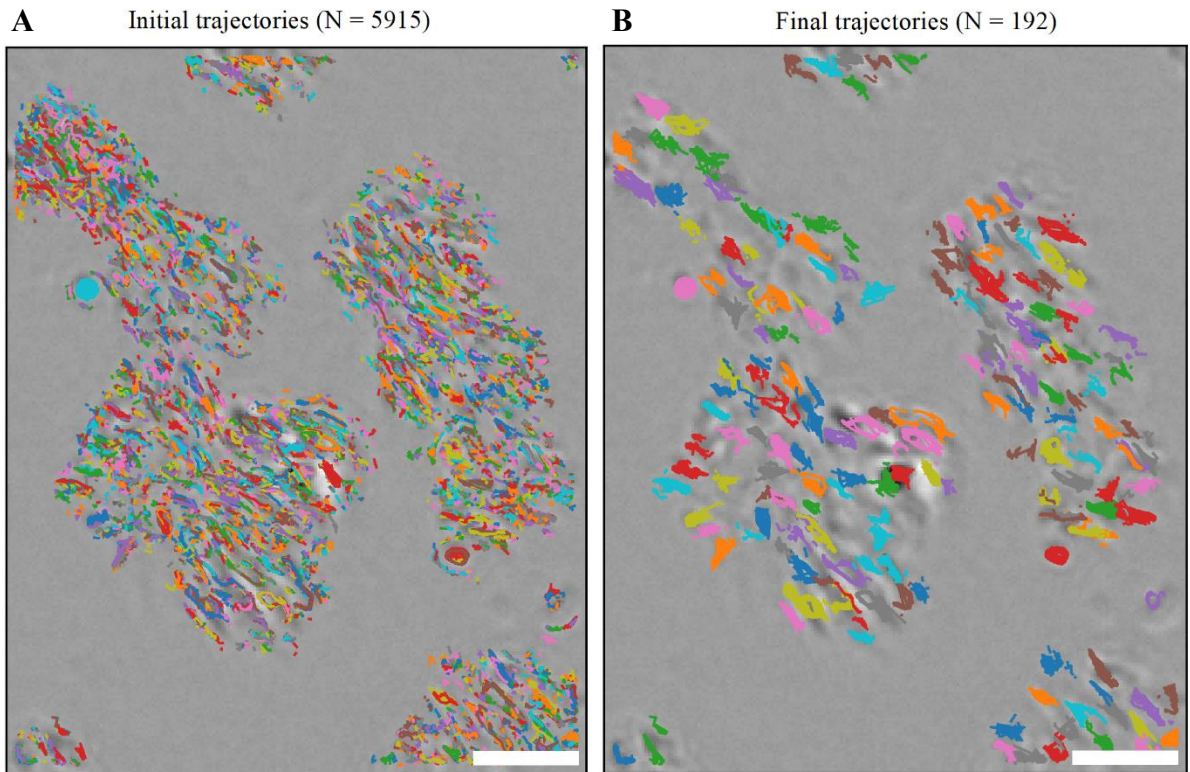 A Initial trajectories (N = 5915)
B Final trajectories (N = 192)